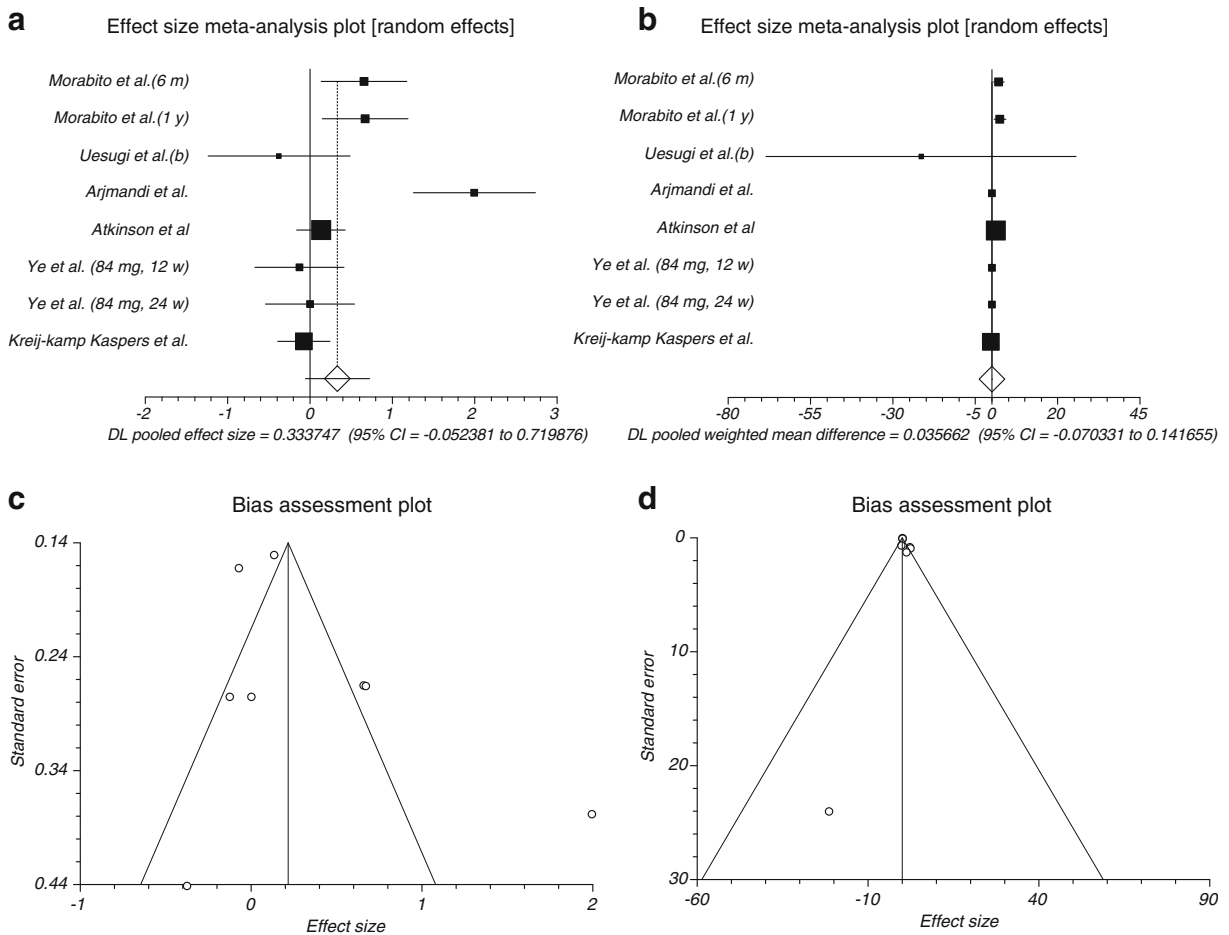 a
Effect size meta-analysis plot [random effects]
Morabito et al.(6 m)
Morabito et al.(1 y)
Uesugi et al.(b)
Arjmandi et al.
Atkinson et al
Ye et al. (84 mg, 12 w)
Ye et al. (84 mg, 24 w)
Kreij-kamp Kaspers et al.
-2 -1 0 1 2 3
DL pooled effect size = 0.333747 (95% CI = -0.052381 to 0.719876)
b
Effect size meta-analysis plot [random effects]
Morabito et al.(6 m)
Morabito et al.(1 y)
Uesugi et al.(b)
Arjmandi et al.
Atkinson et al
Ye et al. (84 mg, 12 w)
Ye et al. (84 mg, 24 w)
Kreij-kamp Kaspers et al.
-80 -55 -30 -5 0 20 45
DL pooled weighted mean difference = 0.035662 (95% CI = -0.070331 to 0.141655)
c
Bias assessment plot
Standard error
0.14
0.24
0.34
0.44
-1 0 1 2
Effect size
d
Bias assessment plot
Standard error
0
10
20
30
-60 -10 40 90
Effect size